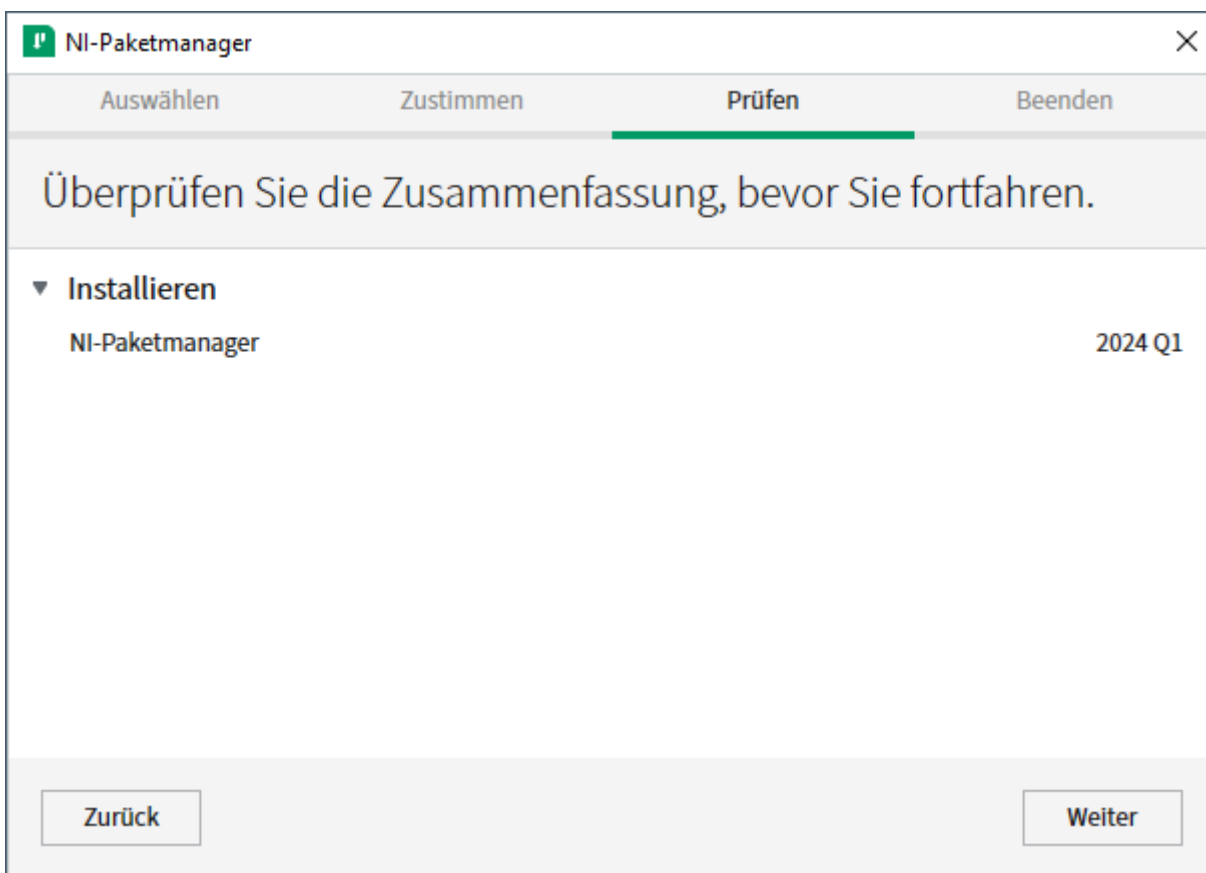 NI-Paketmanager
Auswählen Zustimmen Prüfen Beenden
Überprüfen Sie die Zusammenfassung, bevor Sie fortfahren.
Installieren
NI-Paketmanager 2024 Q1
Zurück Weiter